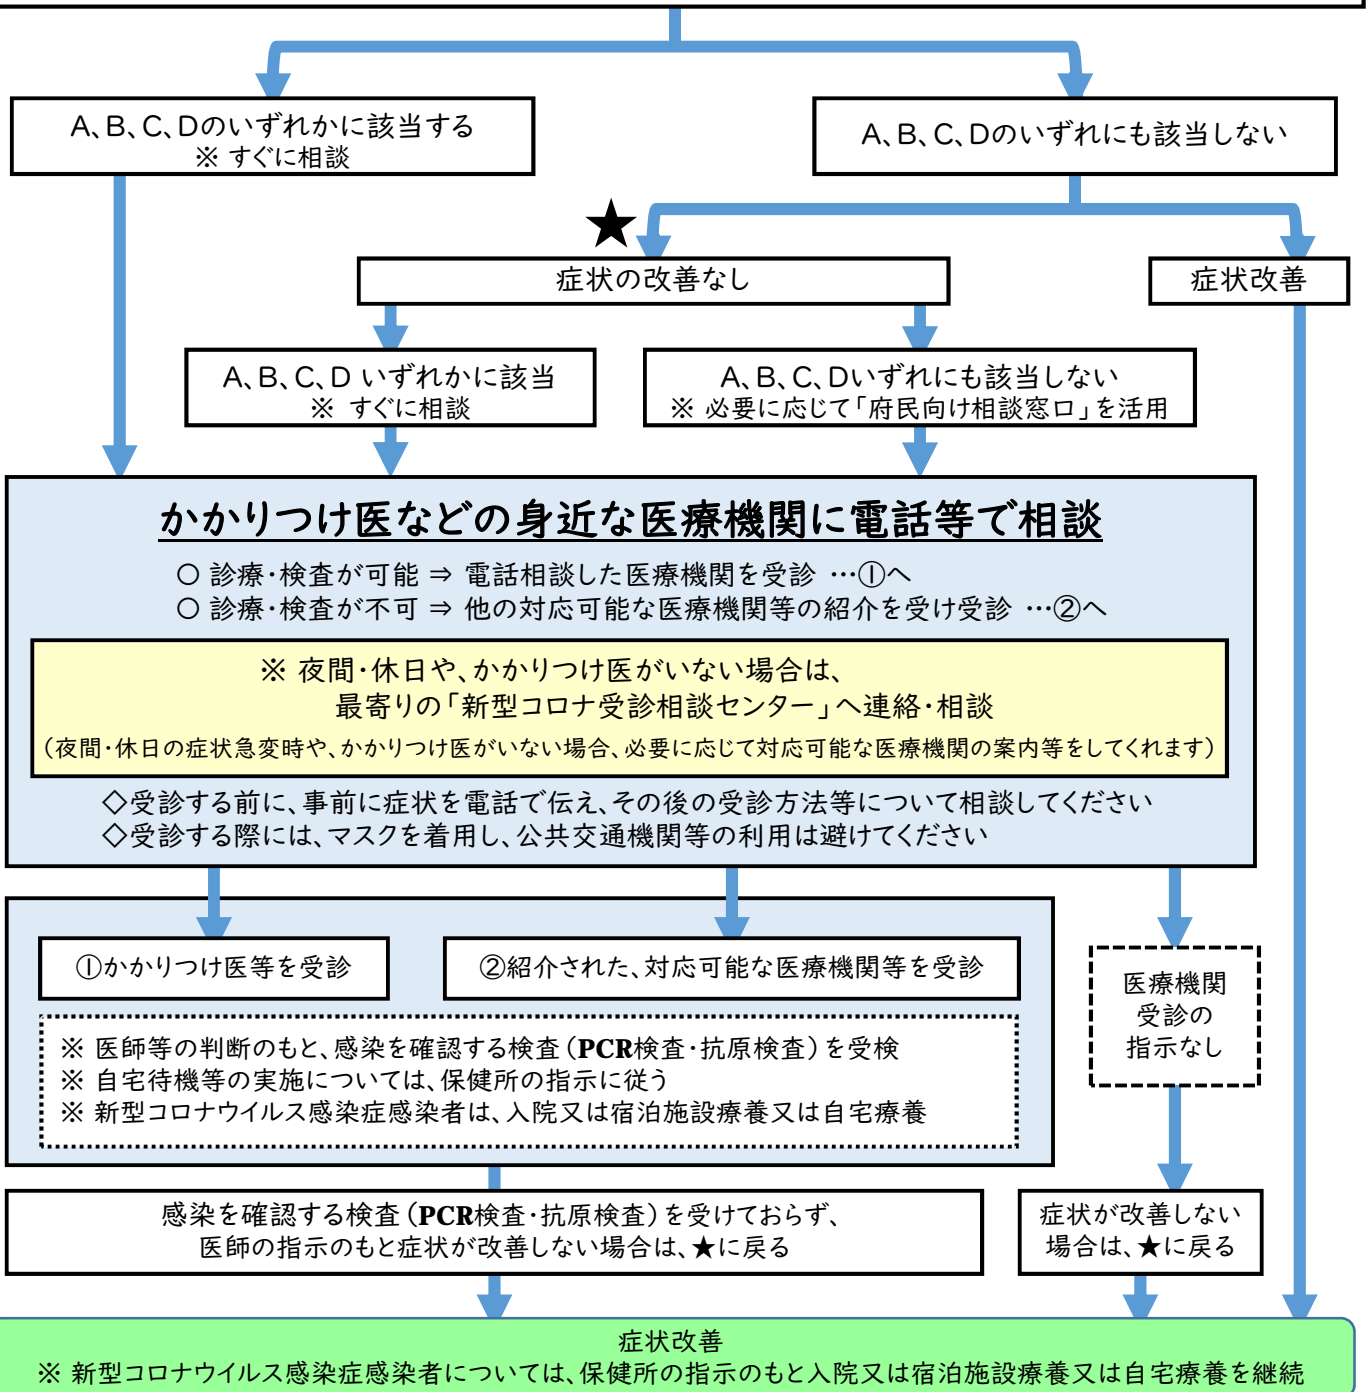 A、B、C、Dのいずれかに該当する
※ すぐに相談
A、B、C、Dのいずれにも該当しない
★
症状の改善なし
症状改善
A、B、C、D いずれかに該当
※ すぐに相談
A、B、C、Dいずれにも該当しない
※ 必要に応じて「府民向け相談窓口」を活用
かかりつけ医などの身近な医療機関に電話等で相談
○ 診療・検査が可能 ⇒ 電話相談した医療機関を受診 …①へ
○ 診療・検査が不可 ⇒ 他の対応可能な医療機関等の紹介を受け受診 …②へ
※ 夜間・休日や、かかりつけ医がいない場合は、
最寄りの「新型コロナ受診相談センター」へ連絡・相談
（夜間・休日の症状急変時や、かかりつけ医がいない場合、必要に応じて対応可能な医療機関の案内等をしてくれます）
◇受診する前に、事前に症状を電話で伝え、その後の受診方法等について相談してください
◇受診する際には、マスクを着用し、公共交通機関等の利用は避けてください
①かかりつけ医等を受診
②紹介された、対応可能な医療機関等を受診
医療機関
受診の
指示なし
※ 医師等の判断のもと、感染を確認する検査（PCR検査・抗原検査）を受検
※ 自宅待機等の実施については、保健所の指示に従う
※ 新型コロナウイルス感染症感染者は、入院又は宿泊施設療養又は自宅療養
感染を確認する検査（PCR検査・抗原検査）を受けておらず、
医師の指示のもと症状が改善しない場合は、★に戻る
症状が改善しない
場合は、★に戻る
症状改善
※ 新型コロナウイルス感染症感染者については、保健所の指示のもと入院又は宿泊施設療養又は自宅療養を継続